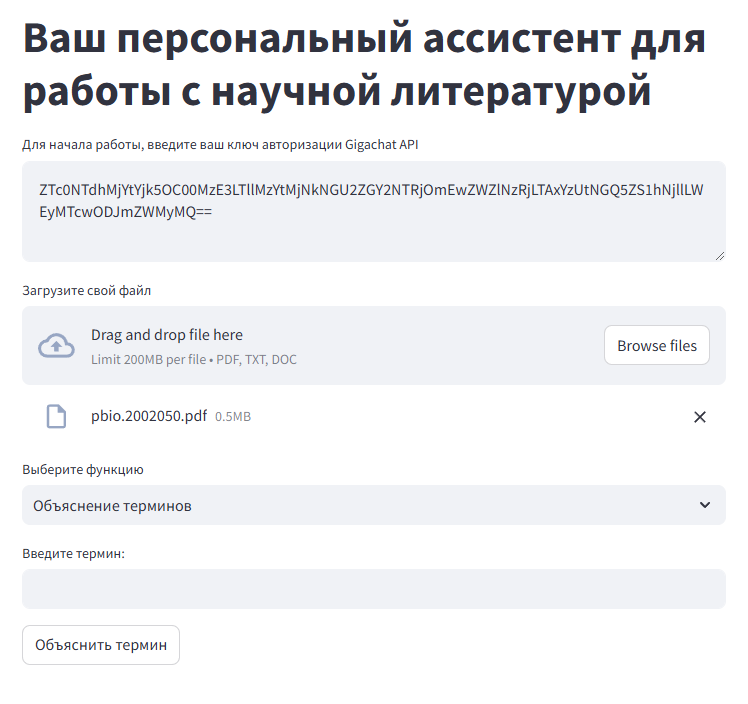 Ваш персональный ассистент для
работы с научной литературой
Для начала работы, введите ваш ключ авторизации Gigachat API
ZTc0NTdhMjYtYjk5OC00MzE3LTllMzYtMjNkNGU2ZGY2NTRjOmEwZWZlNzRjLTAxYzUtNGQ5ZS1hNjllLW
EyMTcwODJmZWMyMQ==
Загрузите свой файл
Drag and drop file here
Limit 200MB per file • PDF, TXT, DOC
Browse files
pbio.2002050.pdf 0.5MB
Выберите функцию
Объяснение терминов
Введите термин:
Объяснить термин